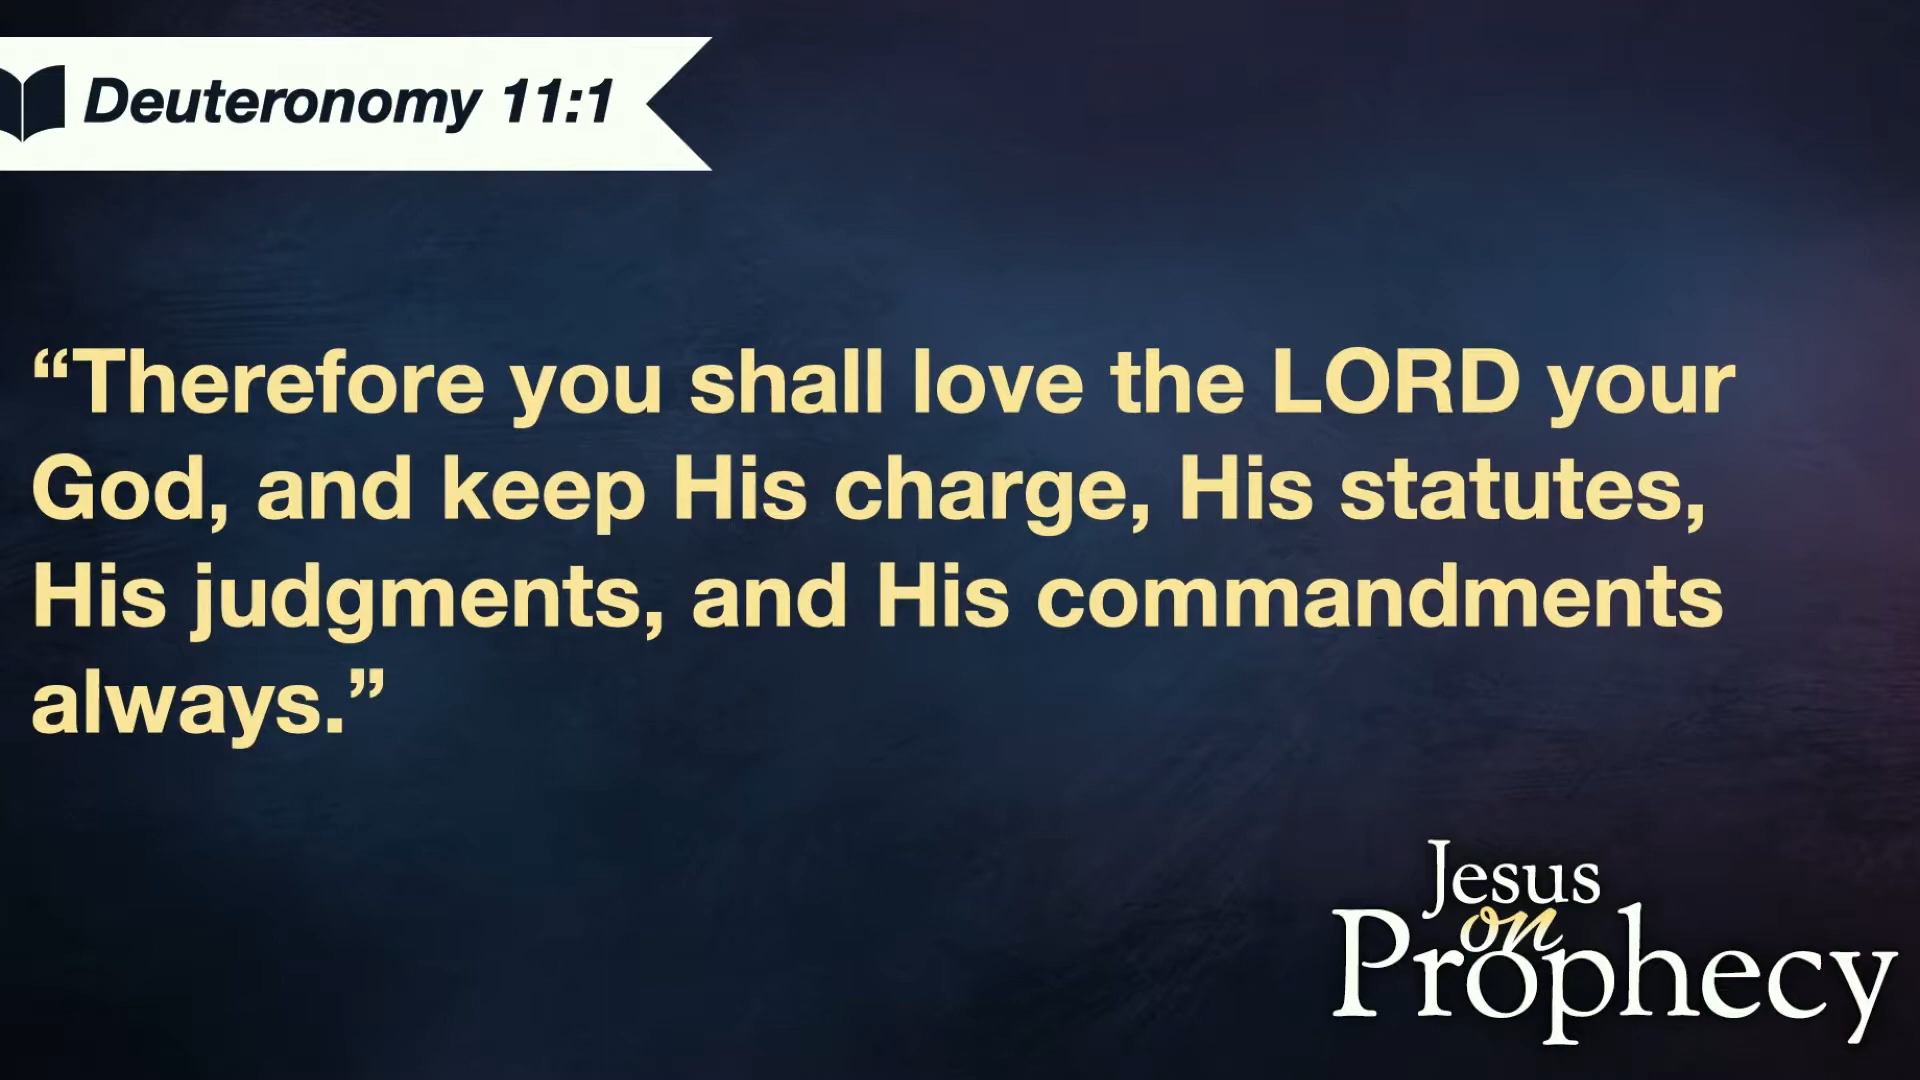 Deuteronomy 11:1
“Therefore you shall love the LORD your
God, and keep His charge, His statutes,
His judgments, and His commandments
always.”
Jesus
on
Prophecy